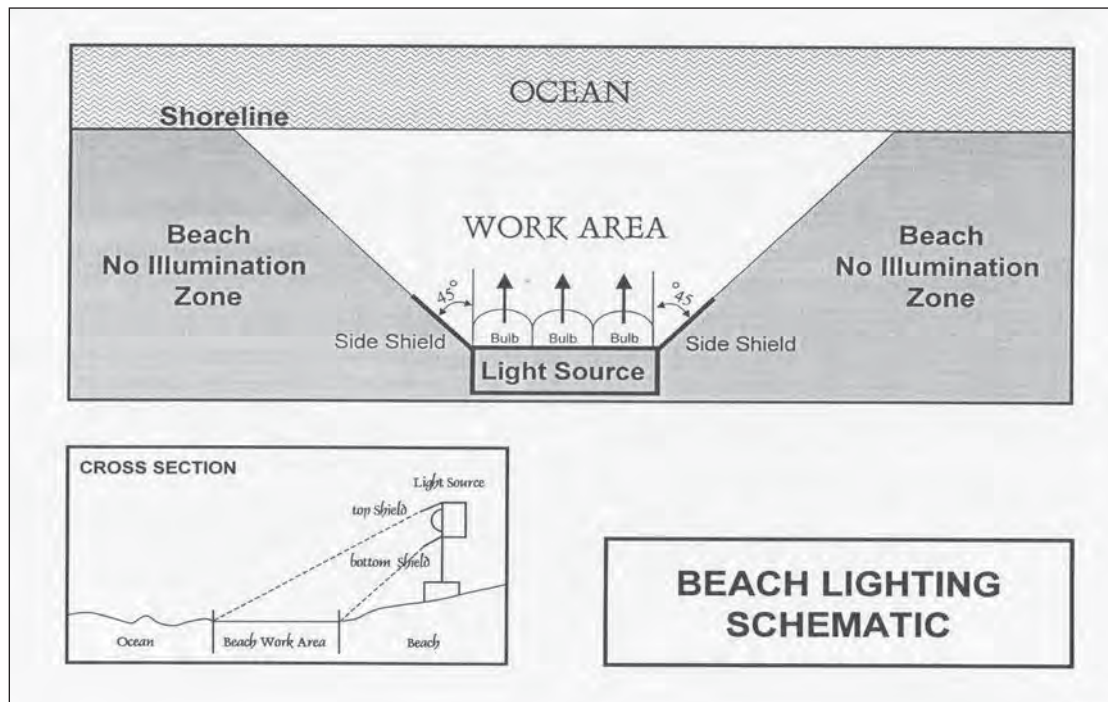 OCEAN
Shoreline
WORK AREA
Beach
No Illumination
Zone
Beach
No Illumination
Zone
45°
°45
Side Shield
Bulb
Bulb
Bulb
Side Shield
Light Source
CROSS SECTION
Light Source
top Shield
bottom Shield
Ocean
Beach Work Area
Beach
BEACH LIGHTING
SCHEMATIC